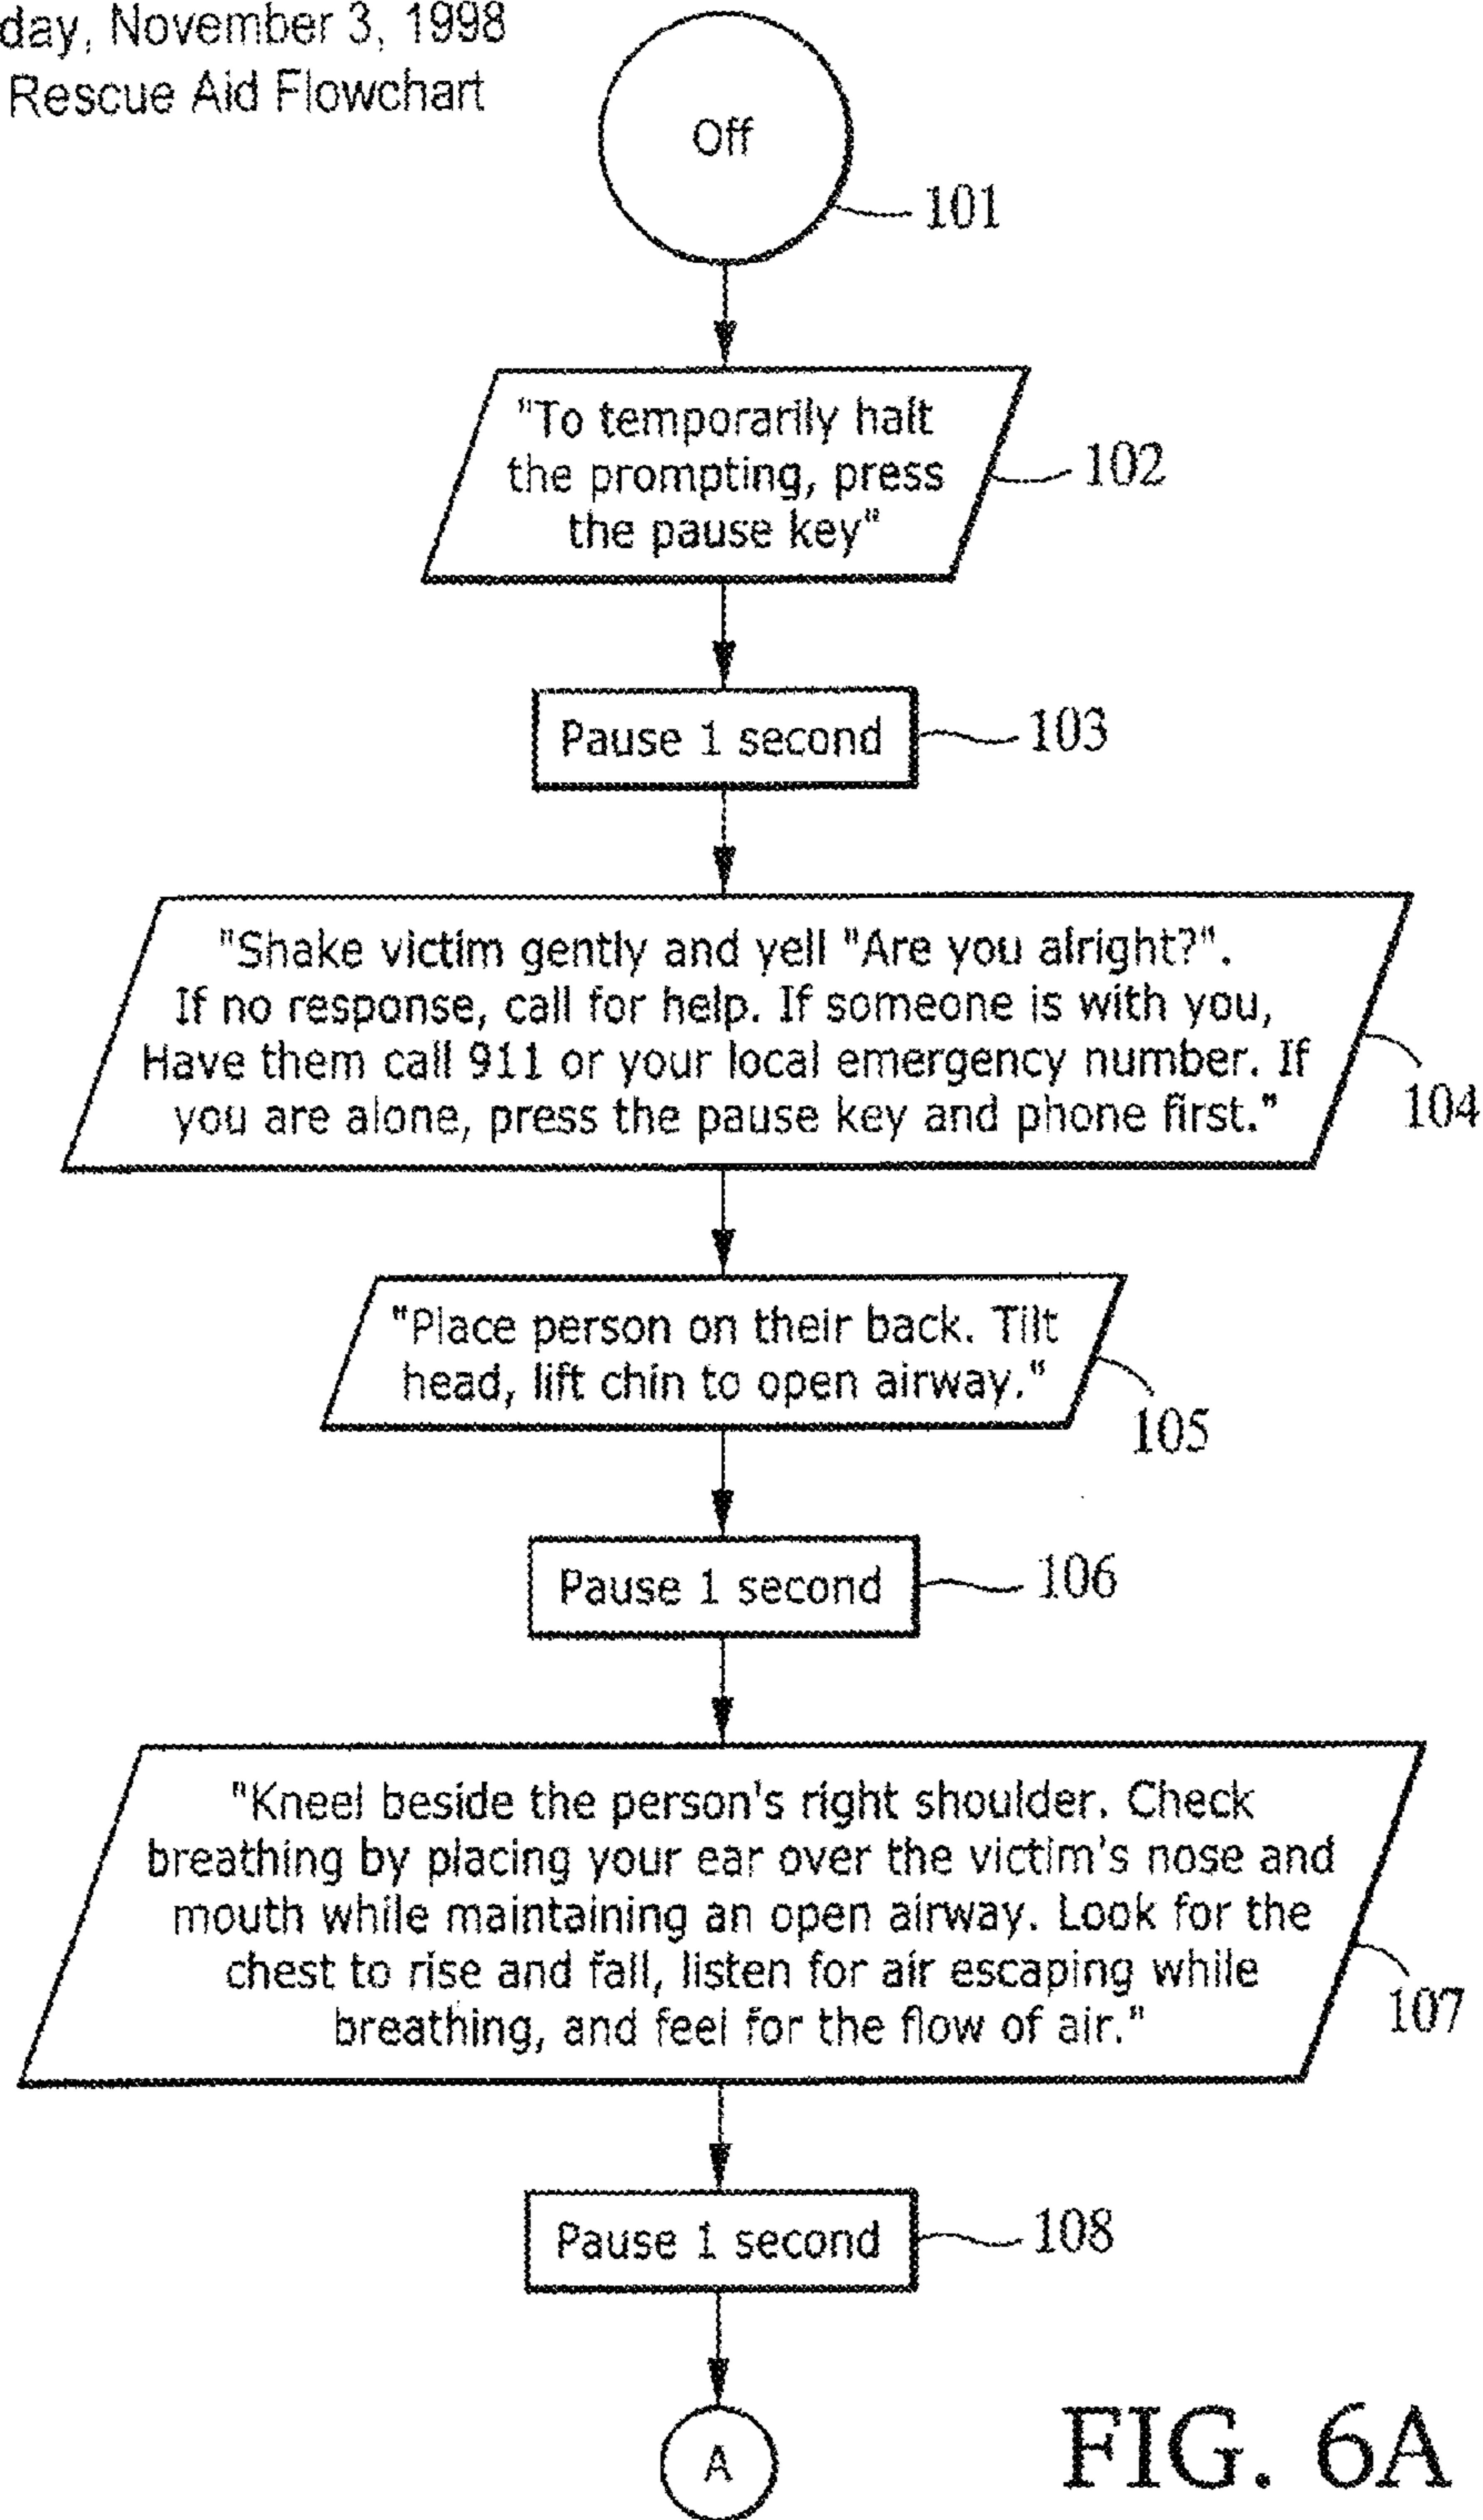 day, November 3, 1998
Rescue Aid Flowchart
Off
101
"To temporarily halt
the prompting, press
the pause key"
102
Pause 1 second
103
"Shake victim gently and yell "Are you alright?".
If no response, call for help. If someone is with you,
Have them call 911 or your local emergency number. If
you are alone, press the pause key and phone first."
104
"Place person on their back. Tilt
head, lift chin to open airway."
105
Pause 1 second
106
"Kneel beside the person's right shoulder. Check
breathing by placing your ear over the victim's nose and
mouth while maintaining an open airway. Look for the
chest to rise and fall, listen for air escaping while
breathing, and feel for the flow of air."
107
Pause 1 second
108
A
FIG. 6A